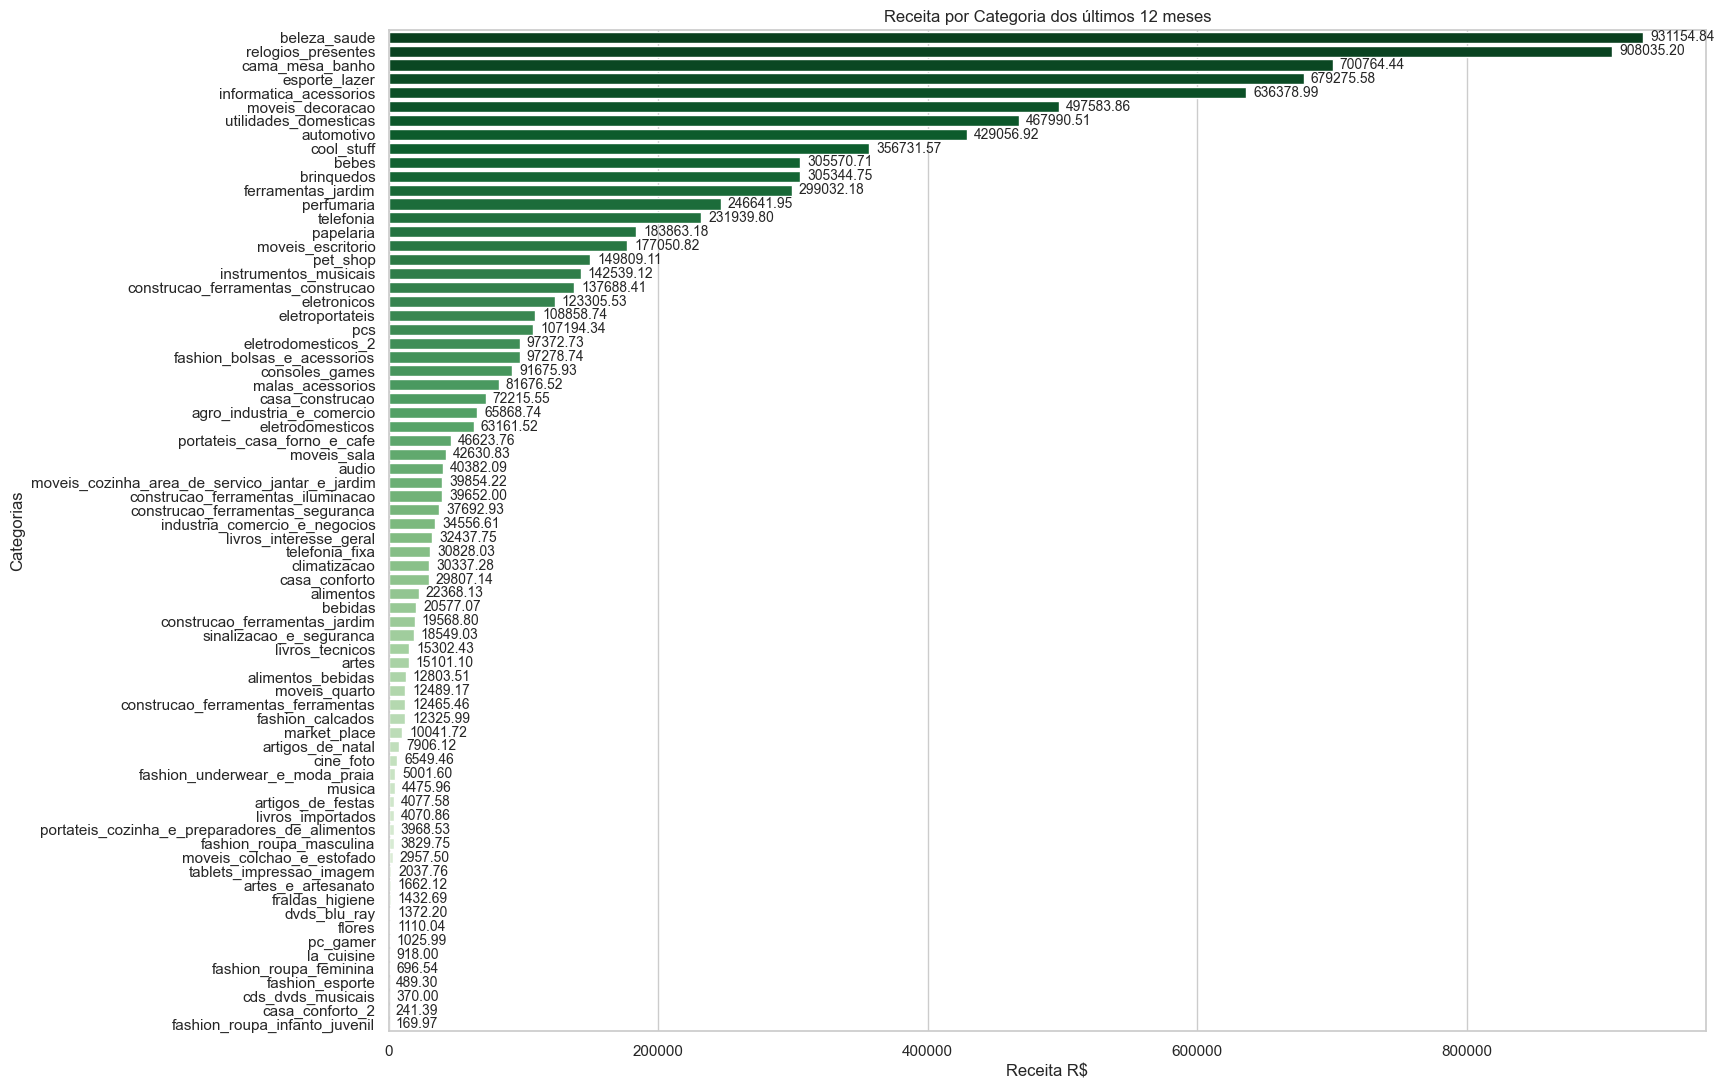 Receita por Categoria dos últimos 12 meses
Categorias
beleza_saude 931154.84
relogios_presentes 908035.20
cama_mesa_banho 700764.44
esporte_lazer 679275.58
informatica_acessorios 636378.99
moveis_decoracao 497583.86
utilidades_domesticas 467990.51
automotivo 429056.92
cool_stuff 356731.57
bebes 305570.71
brinquedos 305344.75
ferramentas_jardim 299032.18
perfumaria 246641.95
telefonia 231939.80
papelaria 183863.18
moveis_escritorio 177050.82
pet_shop 149809.11
instrumentos_musicais 142539.12
construcao_ferramentas_construcao 137688.41
eletronicos 123305.53
eletroportateis 108858.74
pcs 107194.34
eletrodomesticos_2 97372.73
fashion_bolsas_e_acessorios 97278.74
consoles_games 91675.93
malas_acessorios 81676.52
casa_construcao 72215.55
agro_industria_e_comercio 65868.74
eletrodomesticos 63161.52
portateis_casa_forno_e_cafe 46623.76
moveis_sala 42630.83
audio 40382.09
moveis_cozinha_area_de_servico_jantar_e_jardim 39854.22
construcao_ferramentas_iluminacao 39652.00
construcao_ferramentas_seguranca 37692.93
industria_comercio_e_negocios 34556.61
livros_interesse_geral 32437.75
telefonia_fixa 30828.03
climatizacao 30337.28
casa_conforto 29807.14
alimentos 22368.13
bebidas 20577.07
construcao_ferramentas_jardim 19568.80
sinalizacao_e_seguranca 18549.03
livros_tecnicos 15302.43
artes 15101.10
alimentos_bebidas 12803.51
moveis_quarto 12489.17
construcao_ferramentas_ferramentas 12465.46
fashion_calcados 12325.99
market_place 10041.72
artigos_de_natal 7906.12
cine_foto 6549.46
fashion_underwear_e_moda_praia 5001.60
musica 4475.96
artigos_de_festas 4077.58
livros_importados 4070.86
portateis_cozinha_e_preparadores_de_alimentos 3968.53
fashion_roupa_masculina 3829.75
moveis_colchao_e_estofado 2957.50
tablets_impressao_imagem 2037.76
artes_e_artesanato 1662.12
fraldas_higiene 1432.69
dvds_blu_ray 1372.20
flores 1110.04
pc_gamer 1025.99
la_cuisine 918.00
fashion_roupa_feminina 696.54
fashion_esporte 489.30
cds_dvds_musicais 370.00
casa_conforto_2 241.39
fashion_roupa_infanto_juvenil 169.97
0 200000 400000 600000 800000
Receita R$